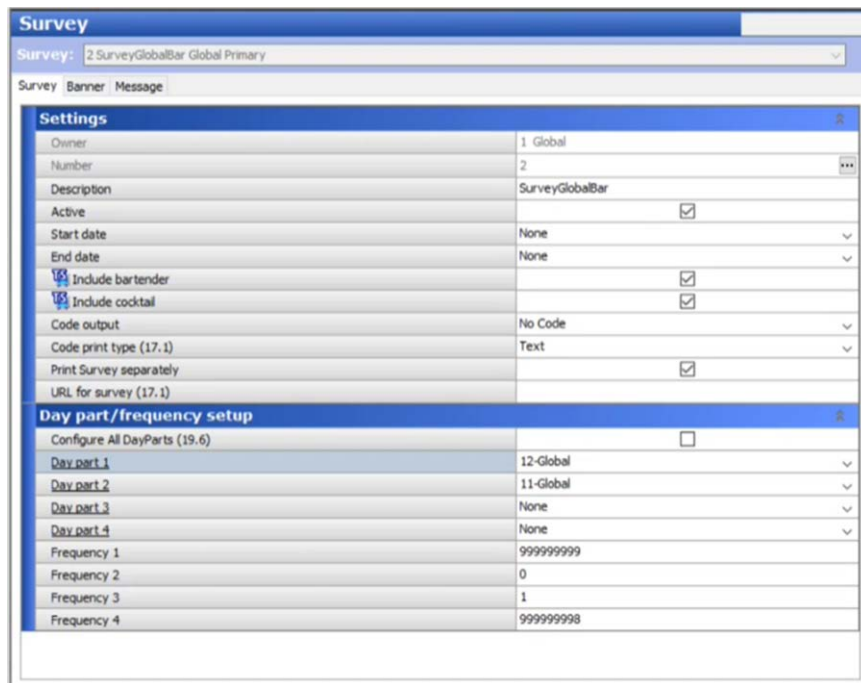 Survey
Survey: 2 SurveyGlobalBar Global Primary
Survey Banner Message
Settings
Owner 1 Global
Number 2 ...
Description SurveyGlobalBar
Active
Start date None
End date None
Include bartender
Include cocktail
Code output No Code
Code print type (17.1) Text
Print Survey separately
URL for survey (17.1)
Day part/frequency setup
Configure All DayParts (19.6)
Day part 1 12-Global
Day part 2 11-Global
Day part 3 None
Day part 4 None
Frequency 1 999999999
Frequency 2 0
Frequency 3 1
Frequency 4 999999998